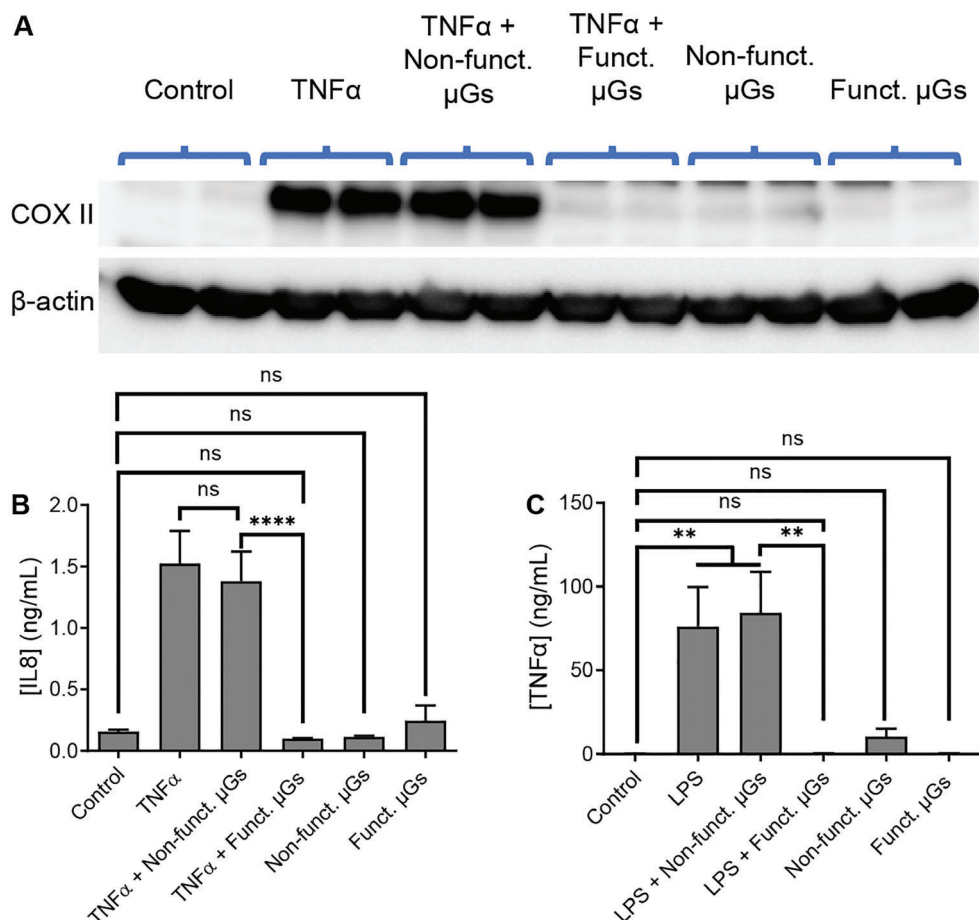 A
Control
TNFα
TNFα +
Non-funct.
µGs
TNFα +
Funct.
µGs
Non-funct.
µGs
Funct. µGs
COX II
β-actin
B
ns
ns
ns
ns
****
[IL8] (ng/mL)
2.0
1.5
1.0
0.5
0.0
Control
TNFα
TNFα + Non-funct. µGs
TNFα + Funct. µGs
Non-funct. µGs
Funct. µGs
C
ns
ns
ns
**
**
[TNFα] (ng/mL)
150
100
50
0
Control
LPS
LPS + Non-funct. µGs
LPS + Funct. µGs
Non-funct. µGs
Funct. µGs